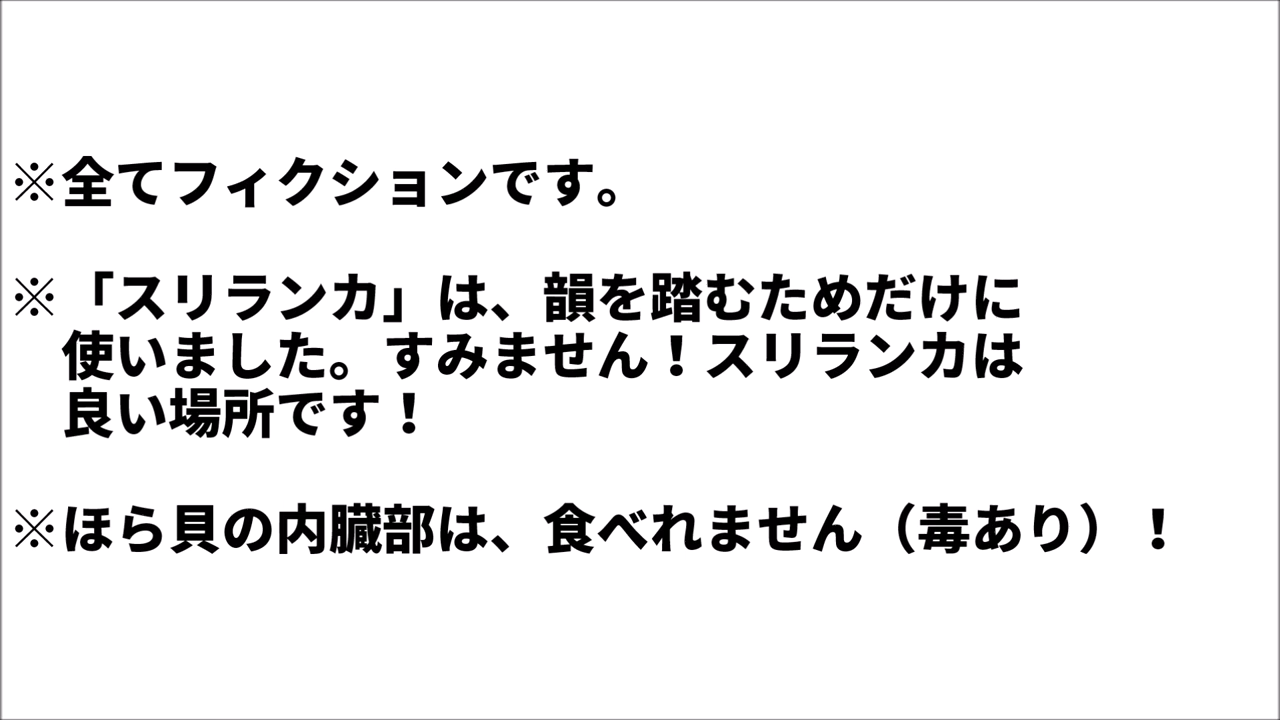 ※全てフィクションです。
※「スリランカ」は、韻を踏むためだけに
使いました。すみません！スリランカは
良い場所です！
※ほら貝の内臓部は、食べれません（毒あり）！